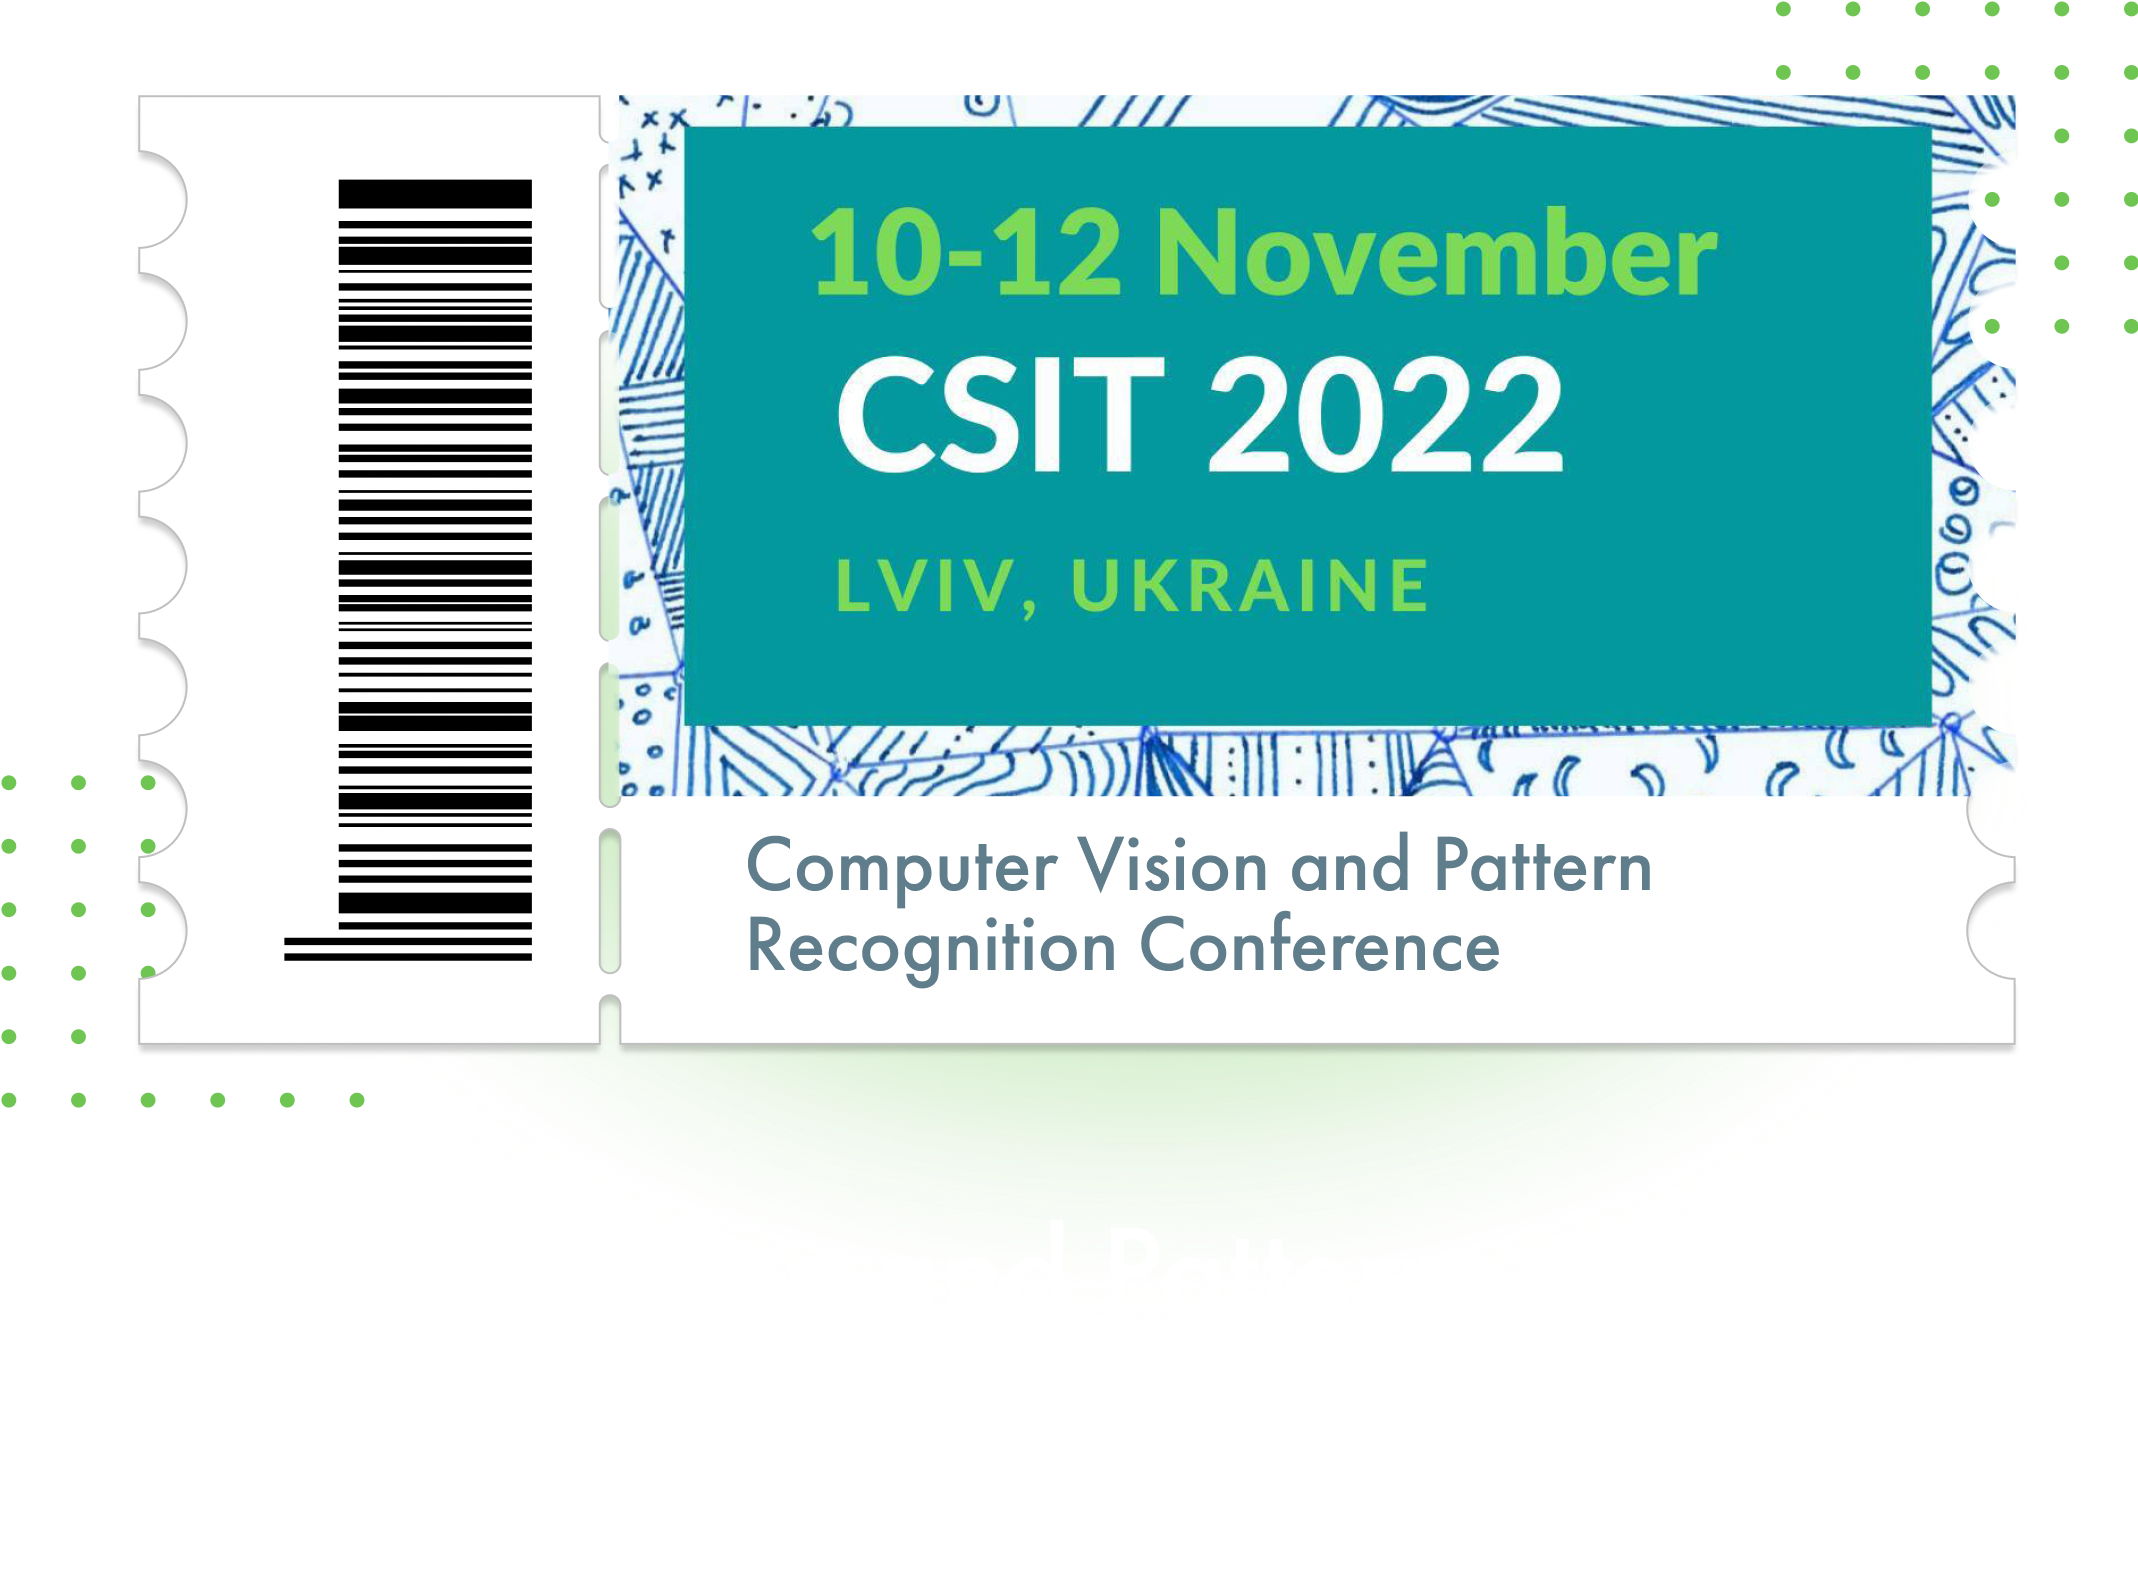 10-12 November
CSIT 2022
LVIV, UKRAINE
Computer Vision and Pattern
Recognition Conference